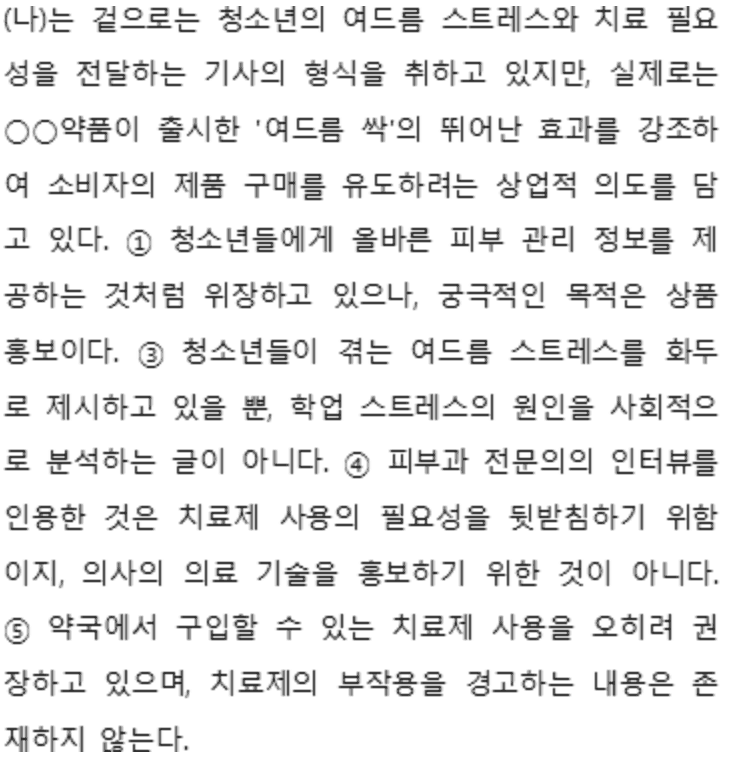 (나)는 겉으로는 청소년의 여드름 스트레스와 치료 필요
성을 전달하는 기사의 형식을 취하고 있지만, 실제로는
○○약품이 출시한 '여드름 싹'의 뛰어난 효과를 강조하
여 소비자의 제품 구매를 유도하려는 상업적 의도를 담
고 있다. ① 청소년들에게 올바른 피부 관리 정보를 제
공하는 것처럼 위장하고 있으나, 궁극적인 목적은 상품
홍보이다. ③ 청소년들이 겪는 여드름 스트레스를 화두
로 제시하고 있을 뿐, 학업 스트레스의 원인을 사회적으
로 분석하는 글이 아니다. ④ 피부과 전문의의 인터뷰를
인용한 것은 치료제 사용의 필요성을 뒷받침하기 위함
이지, 의사의 의료 기술을 홍보하기 위한 것이 아니다.
⑤ 약국에서 구입할 수 있는 치료제 사용을 오히려 권
장하고 있으며, 치료제의 부작용을 경고하는 내용은 존
재하지 않는다.